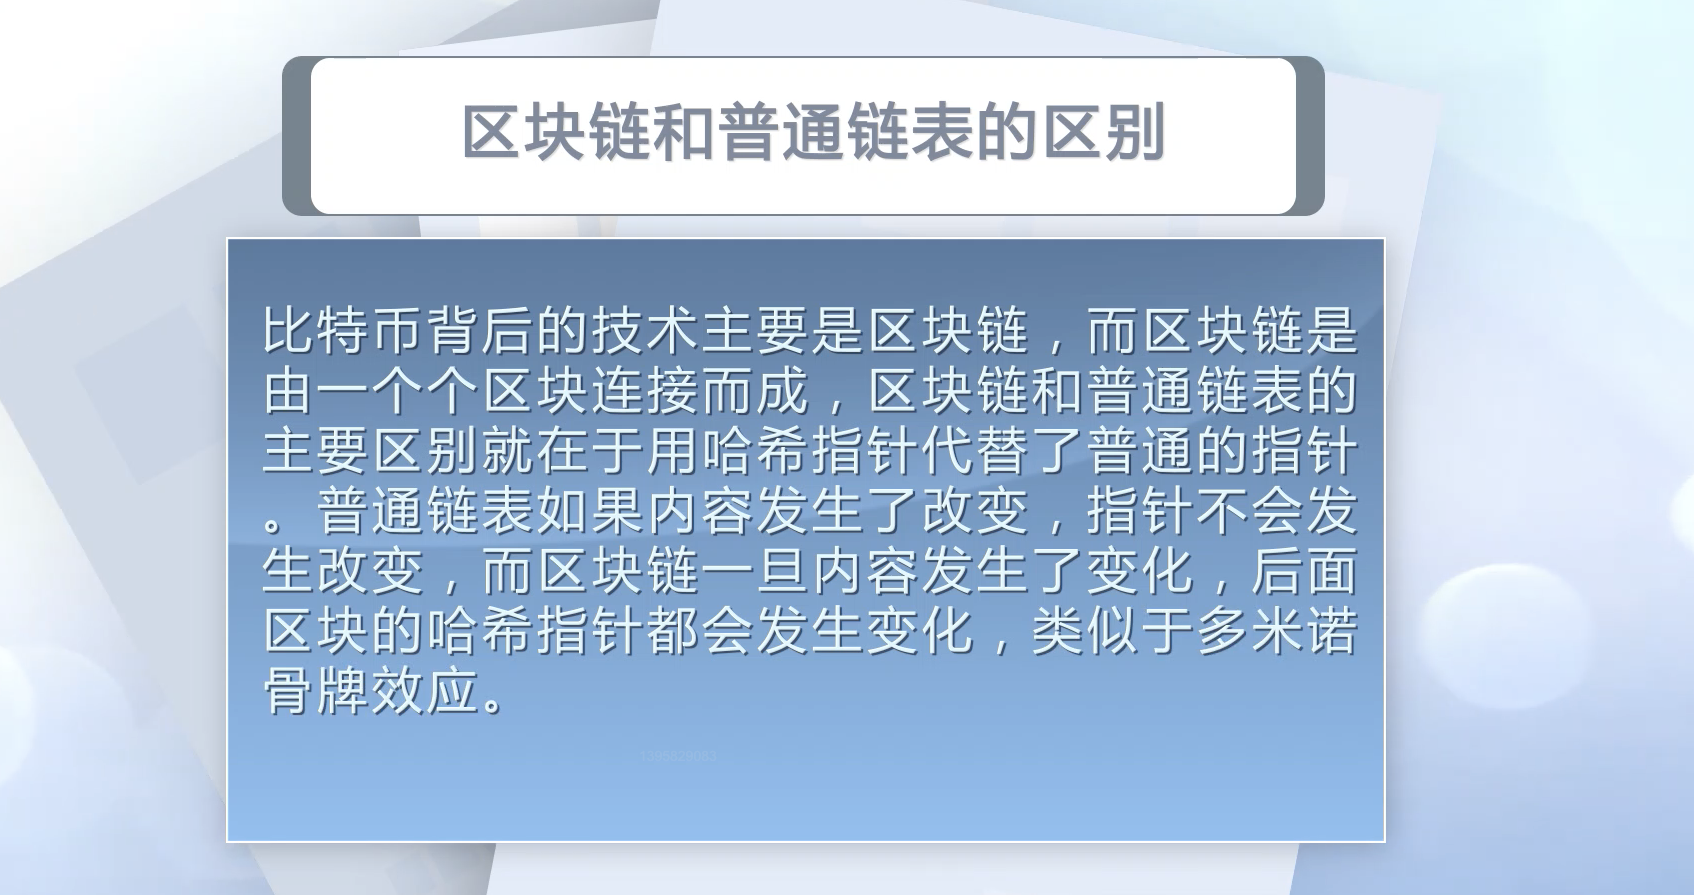 区块链和普通链表的区别
比特币背后的技术主要是区块链，而区块链是
由一个个区块连接而成，区块链和普通链表的
主要区别就在于用哈希指针代替了普通的指针
。普通链表如果内容发生了改变，指针不会发
生改变，而区块链一旦内容发生了变化，后面
区块的哈希指针都会发生变化，类似于多米诺
骨牌效应。